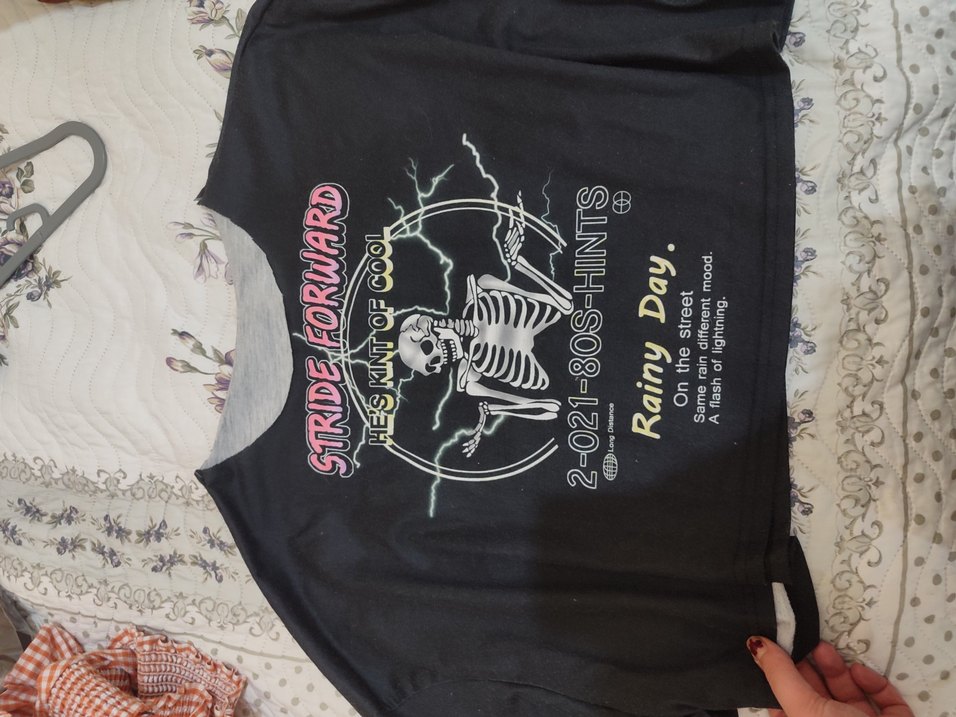 STRIDE FORWARD
HE'S KINT OF COOL
2-021-80S-HINTS
Long Distance
Rainy Day.
On the street
Same rain different mood.
A flash of lightning.